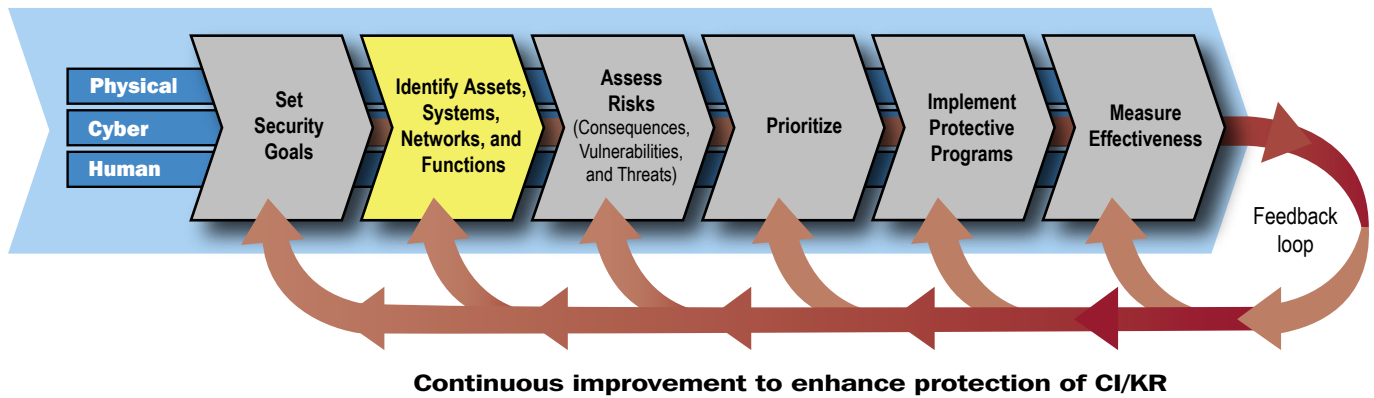 Physical
Cyber
Human
Set
Security
Goals
Identify Assets,
Systems,
Networks, and
Functions
Assess
Risks
(Consequences,
Vulnerabilities,
and Threats)
Prioritize
Implement
Protective
Programs
Measure
Effectiveness
Feedback
loop
Continuous improvement to enhance protection of CI/KR